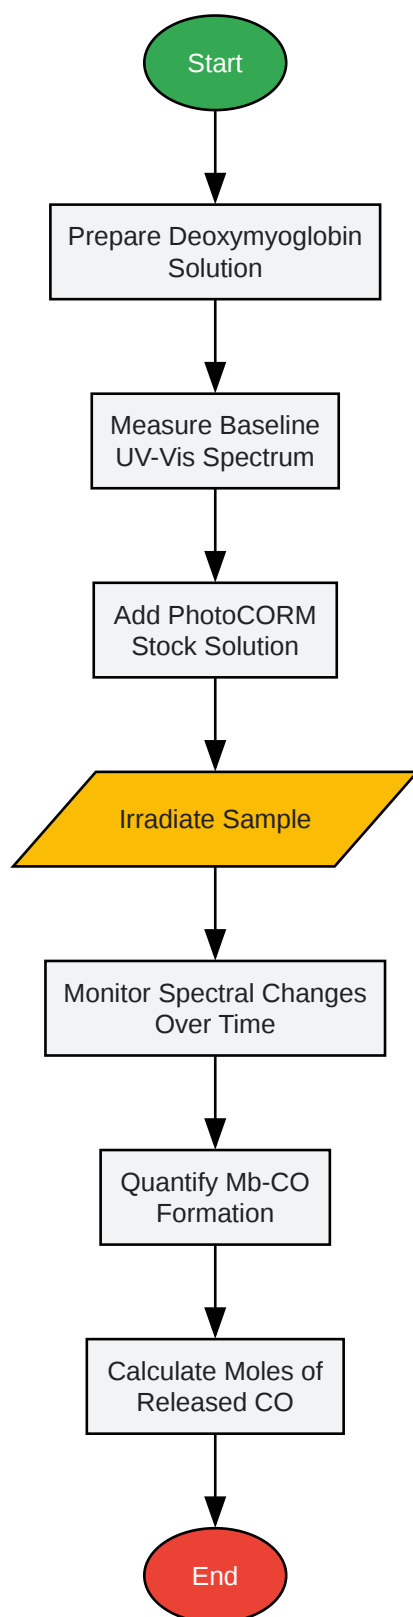 Start
Prepare Deoxymyoglobin
Solution
Measure Baseline
UV-Vis Spectrum
Add PhotoCORM
Stock Solution
Irradiate Sample
Monitor Spectral Changes
Over Time
Quantify Mb-CO
Formation
Calculate Moles of
Released CO
End